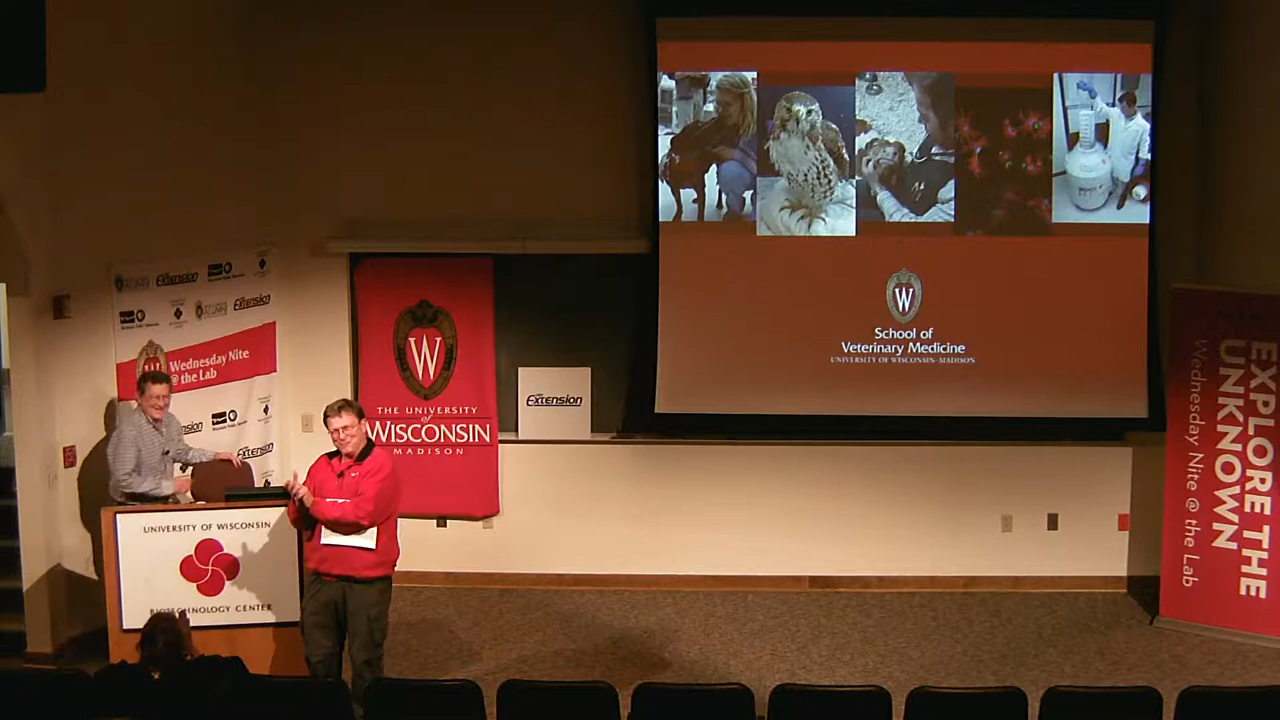 ALUMNI
Extension
Extension
Wednesday Nite
@ the Lab
Extension
W
THE UNIVERSITY
of
WISCONSIN
MADISON
Extension
W
School of
Veterinary Medicine
UNIVERSITY OF WISCONSIN-MADISON
EXPLORE THE
UNKNOWN
Wednesday Nite @ the Lab
UNIVERSITY OF WISCONSIN
BIOTECHNOLOGY CENTER